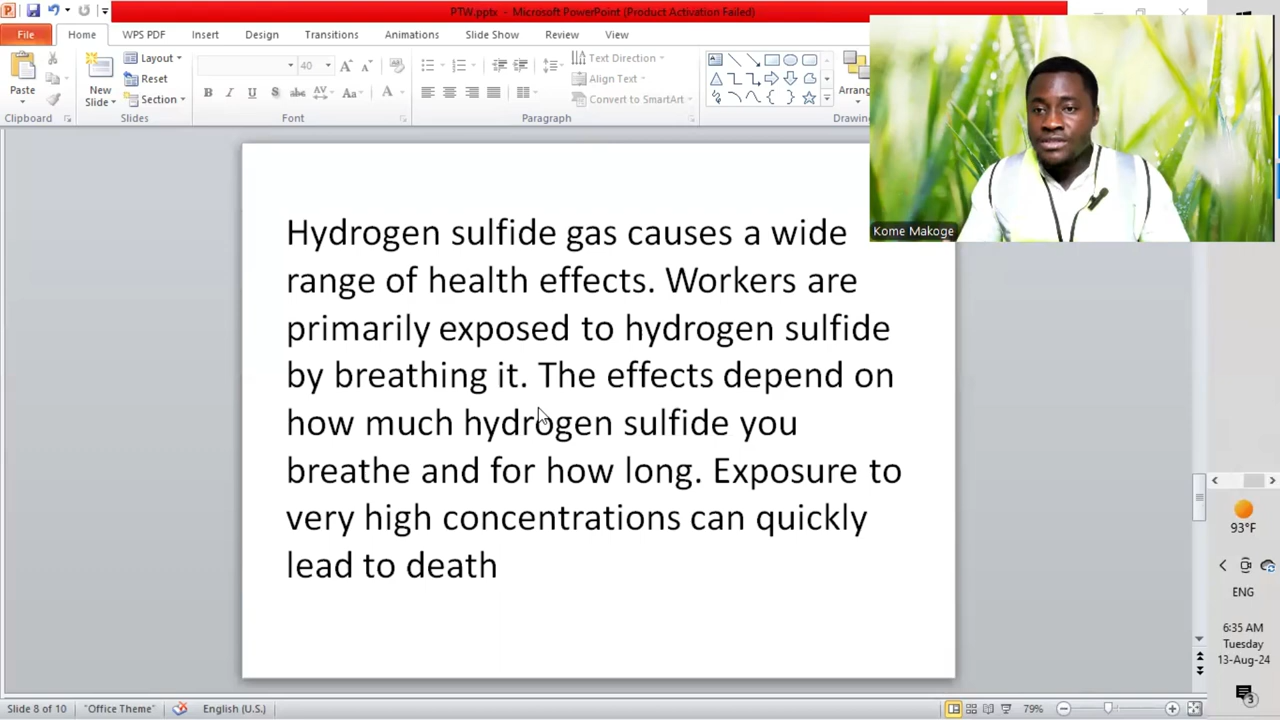 PTW.pptx - Microsoft PowerPoint (Product Activation Failed)
File Home WPS PDF Insert Design Transitions Animations Slide Show Review View
Paste
New
Slide
Layout
Reset
Section
40
Text Direction
Align Text
Convert to SmartArt
Arrang
Clipboard Slides Font Paragraph Drawin
Kome Makoge
Hydrogen sulfide gas causes a wide
range of health effects. Workers are
primarily exposed to hydrogen sulfide
by breathing it. The effects depend on
how much hydrogen sulfide you
breathe and for how long. Exposure to
very high concentrations can quickly
lead to death
93°F
ENG
6:35 AM
Tuesday
13-Aug-24
3
Slide 8 of 10 "Office Theme" English (U.S.) 79%